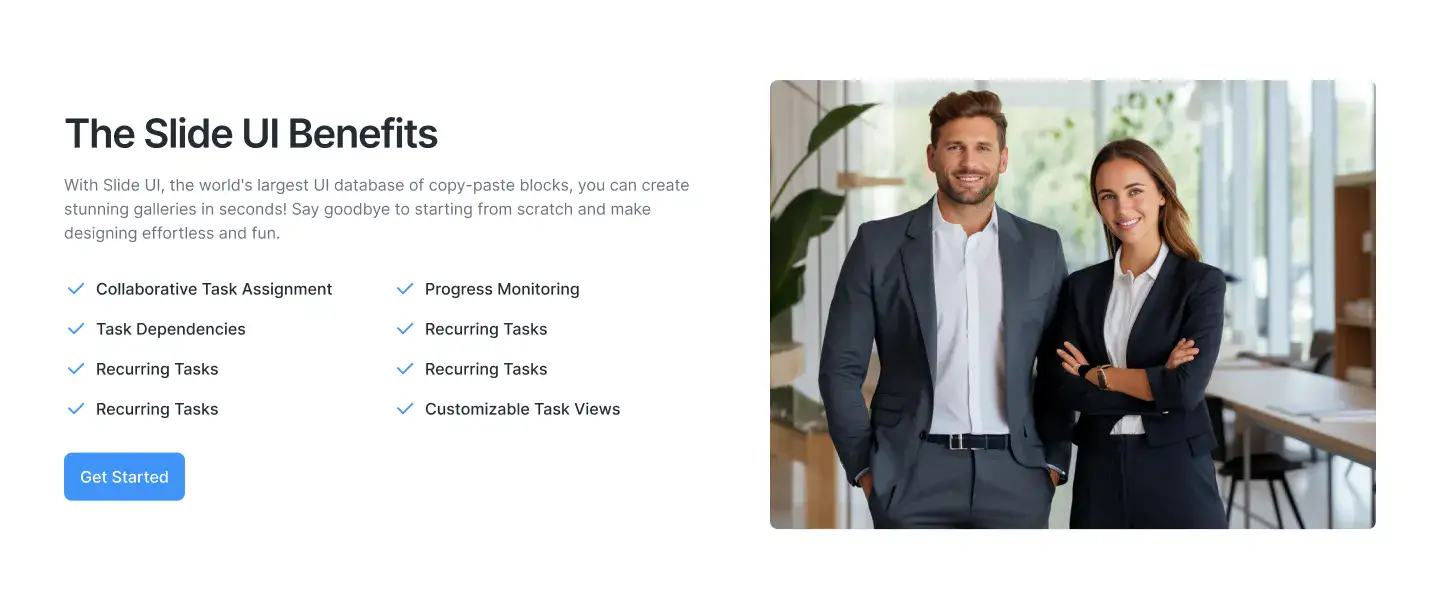 The Slide UI Benefits
With Slide UI, the world's largest UI database of copy-paste blocks, you can create
stunning galleries in seconds! Say goodbye to starting from scratch and make
designing effortless and fun.
Collaborative Task Assignment
Progress Monitoring
Task Dependencies
Recurring Tasks
Recurring Tasks
Recurring Tasks
Recurring Tasks
Customizable Task Views
Get Started